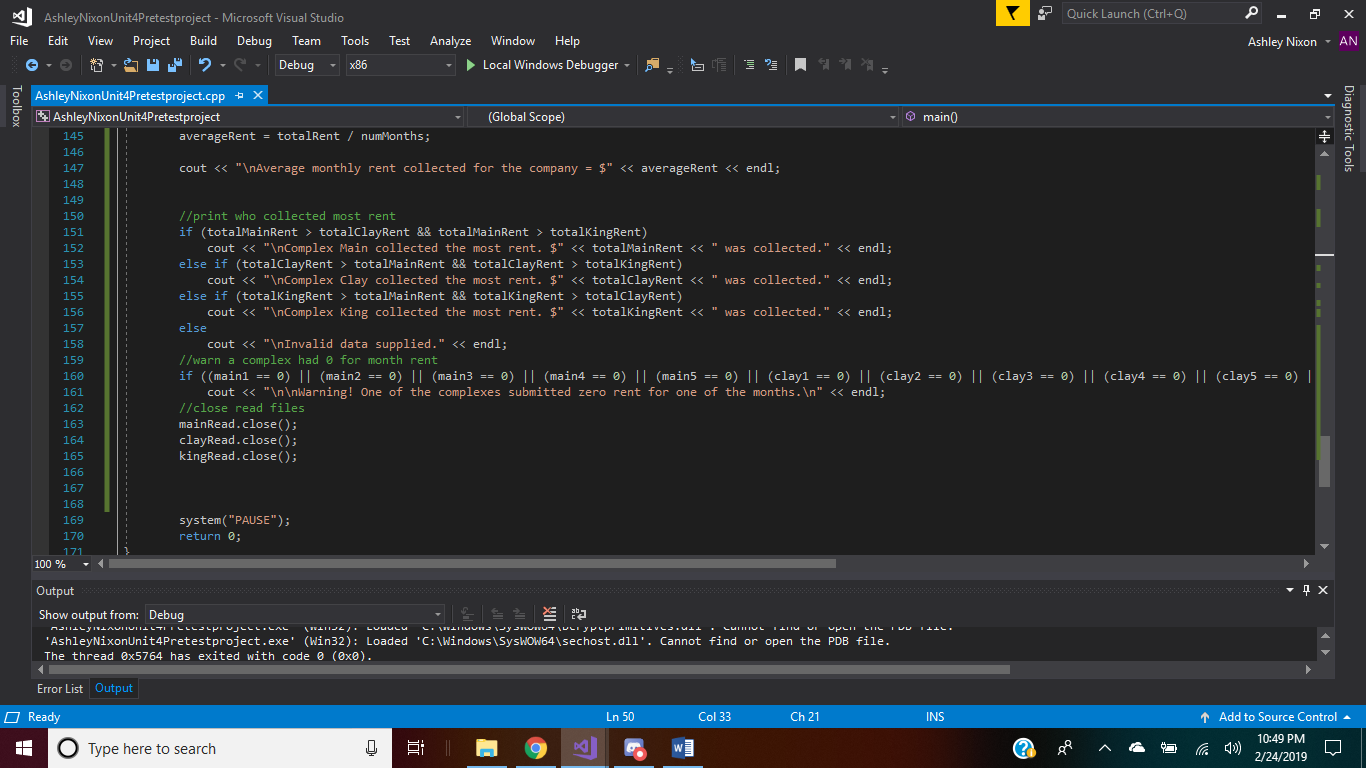 AshleyNixonUnit4Pretestproject - Microsoft Visual Studio
Quick Launch (Ctrl+Q)
File Edit View Project Build Debug Team Tools Test Analyze Window Help
Ashley Nixon AN
Debug x86 Local Windows Debugger
Toolbox
AshleyNixonUnit4Pretestproject.cpp
Diagnostic Tools
AshleyNixonUnit4Pretestproject (Global Scope) main()
145 averageRent = totalRent / numMonths;
146
147 cout << "\nAverage monthly rent collected for the company = $" << averageRent << endl;
148
149
150 //print who collected most rent
151 if (totalMainRent > totalClayRent && totalMainRent > totalKingRent)
152 cout << "\nComplex Main collected the most rent. $" << totalMainRent << " was collected." << endl;
153 else if (totalClayRent > totalMainRent && totalClayRent > totalKingRent)
154 cout << "\nComplex Clay collected the most rent. $" << totalClayRent << " was collected." << endl;
155 else if (totalKingRent > totalMainRent && totalKingRent > totalClayRent)
156 cout << "\nComplex King collected the most rent. $" << totalKingRent << " was collected." << endl;
157 else
158 cout << "\nInvalid data supplied." << endl;
159 //warn a complex had 0 for month rent
160 if ((main1 == 0) || (main2 == 0) || (main3 == 0) || (main4 == 0) || (main5 == 0) || (clay1 == 0) || (clay2 == 0) || (clay3 == 0) || (clay4 == 0) || (clay5 == 0) |
161 cout << "\n\nWarning! One of the complexes submitted zero rent for one of the months.\n" << endl;
162 //close read files
163 mainRead.close();
164 clayRead.close();
165 kingRead.close();
166
167
168
169 system("PAUSE");
170 return 0;
171 }
100 %
Output
Show output from: Debug
'AshleyNixonUnit4Pretestproject.exe' (Win32): Loaded 'C:\Windows\SysWOW64\bcryptprimitives.dll'. Cannot find or open the PDB file.
'AshleyNixonUnit4Pretestproject.exe' (Win32): Loaded 'C:\Windows\SysWOW64\sechost.dll'. Cannot find or open the PDB file.
The thread 0x5764 has exited with code 0 (0x0).
Error List Output
Ready Ln 50 Col 33 Ch 21 INS Add to Source Control
Type here to search
10:49 PM
2/24/2019